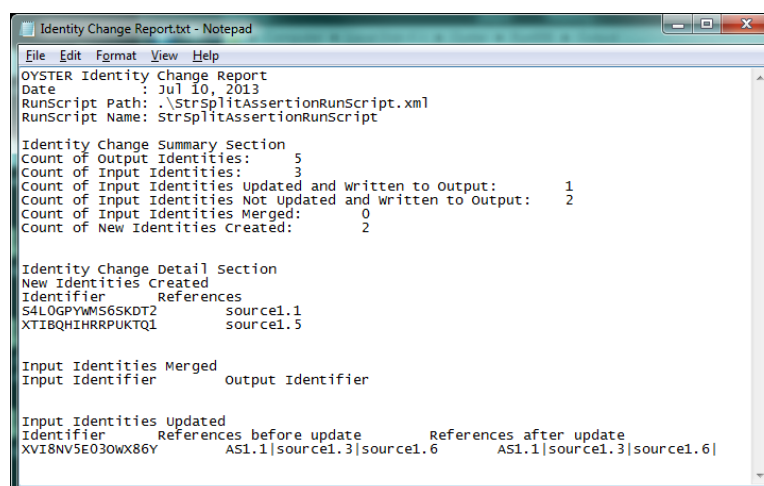 Identity Change Report.txt - Notepad
File Edit Format View Help
OYSTER Identity Change Report
Date : Jul 10, 2013
RunScript Path: .\StrSplitAssertionRunScript.xml
RunScript Name: StrSplitAssertionRunScript
Identity Change Summary Section
Count of Output Identities: 5
Count of Input Identities: 3
Count of Input Identities Updated and Written to Output: 1
Count of Input Identities Not Updated and Written to Output: 2
Count of Input Identities Merged: 0
Count of New Identities Created: 2
Identity Change Detail Section
New Identities Created
Identifier References
S4L0GPYWMS6SKDT2 source1.1
XTIBQHIHRRPUKTQ1 source1.5
Input Identities Merged
Input Identifier Output Identifier
Input Identities Updated
Identifier References before update References after update
XVI8NV5E03OWX86Y AS1.1|source1.3|source1.6 AS1.1|source1.3|source1.6|